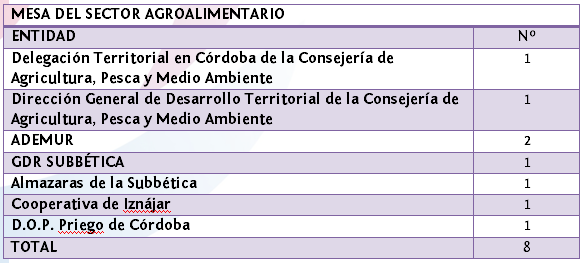 MESA DEL SECTOR AGROALIMENTARIO
ENTIDAD Nº
Delegación Territorial en Córdoba de la Consejería de 1
Agricultura, Pesca y Medio Ambiente
Dirección General de Desarrollo Territorial de la Consejería de 1
Agricultura, Pesca y Medio Ambiente
ADEMUR 2
GDR SUBBÉTICA 1
Almazaras de la Subbética 1
Cooperativa de Iznájar 1
D.O.P. Priego de Córdoba 1
TOTAL 8